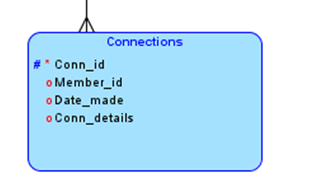 Connections
# * Conn_id
o Member_id
o Date_made
o Conn_details